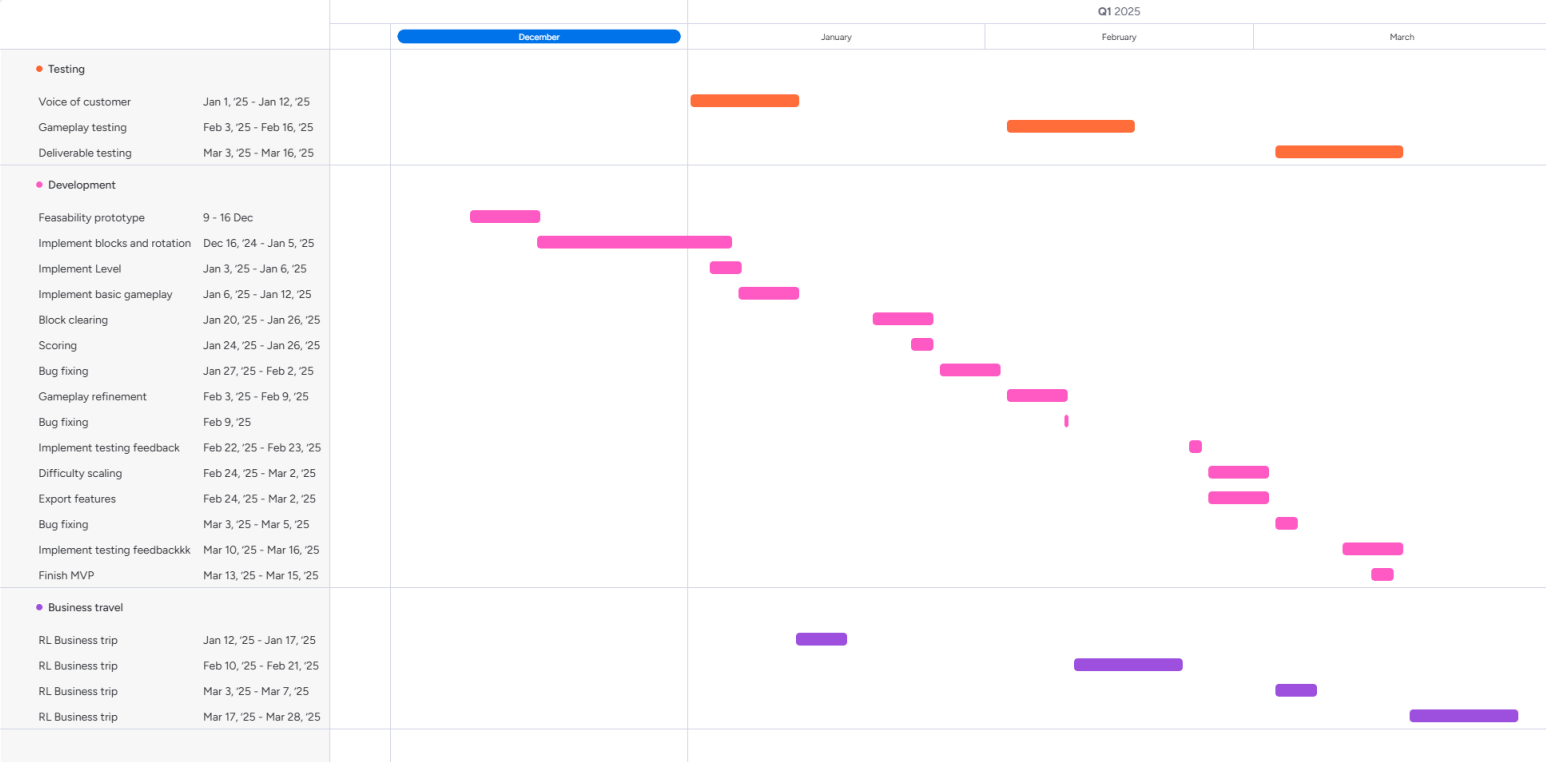 Q1 2025
December January February March
Testing
Voice of customer Jan 1, '25 - Jan 12, '25
Gameplay testing Feb 3, '25 - Feb 16, '25
Deliverable testing Mar 3, '25 - Mar 16, '25
Development
Feasability prototype 9 - 16 Dec
Implement blocks and rotation Dec 16, '24 - Jan 5, '25
Implement Level Jan 3, '25 - Jan 6, '25
Implement basic gameplay Jan 6, '25 - Jan 12, '25
Block clearing Jan 20, '25 - Jan 26, '25
Scoring Jan 24, '25 - Jan 26, '25
Bug fixing Jan 27, '25 - Feb 2, '25
Gameplay refinement Feb 3, '25 - Feb 9, '25
Bug fixing Feb 9, '25
Implement testing feedback Feb 22, '25 - Feb 23, '25
Difficulty scaling Feb 24, '25 - Mar 2, '25
Export features Feb 24, '25 - Mar 2, '25
Bug fixing Mar 3, '25 - Mar 5, '25
Implement testing feedbackkk Mar 10, '25 - Mar 16, '25
Finish MVP Mar 13, '25 - Mar 15, '25
Business travel
RL Business trip Jan 12, '25 - Jan 17, '25
RL Business trip Feb 10, '25 - Feb 21, '25
RL Business trip Mar 3, '25 - Mar 7, '25
RL Business trip Mar 17, '25 - Mar 28, '25